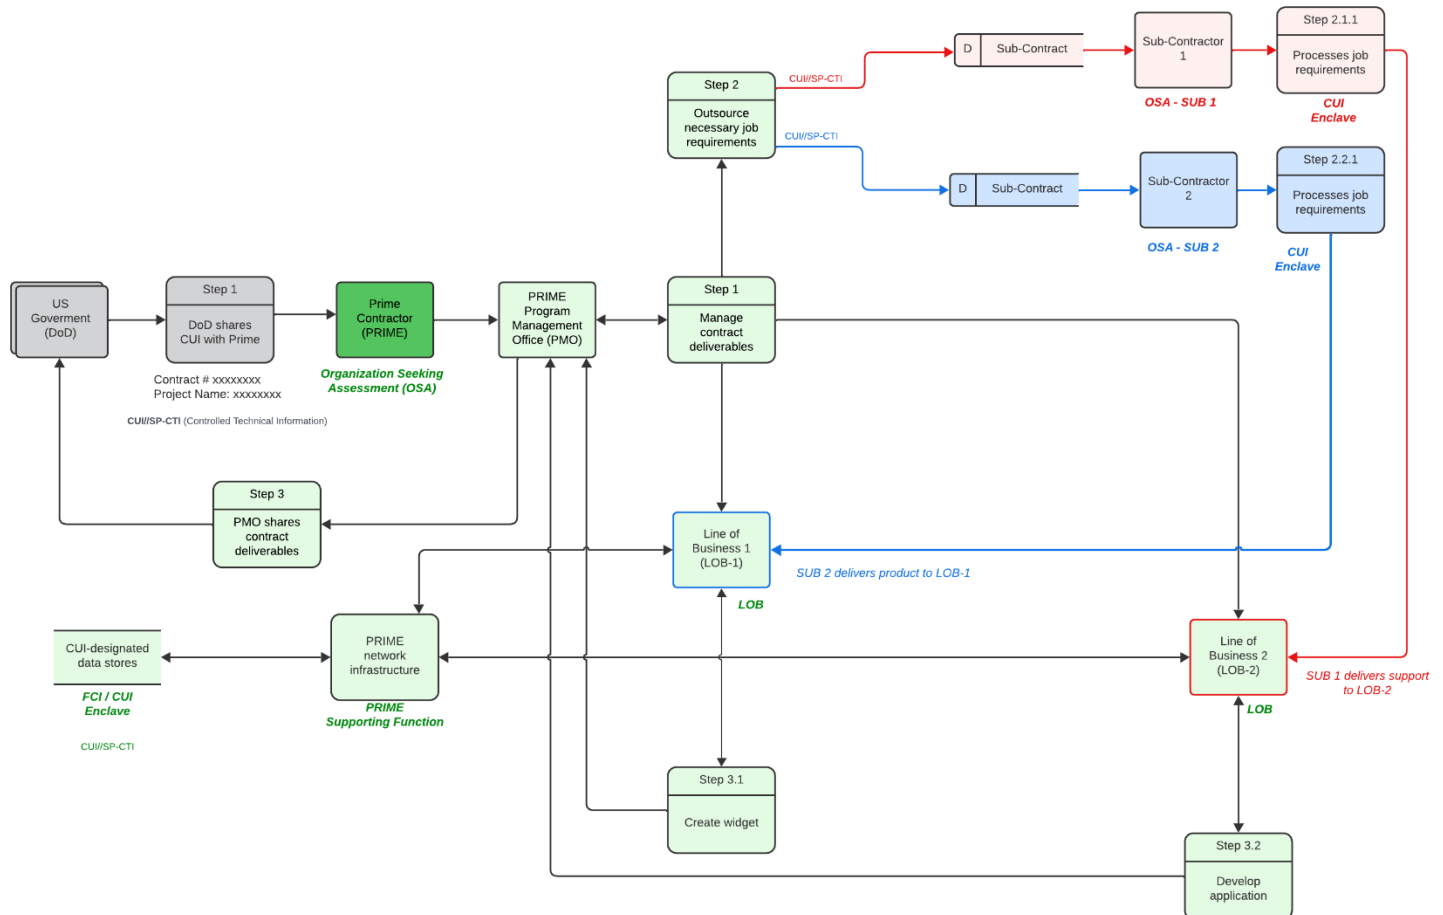 Step 2.1.1
Processes job
requirements
CUI
Enclave
Sub-Contractor
1
OSA - SUB 1
D
Sub-Contract
CUI//SP-CTI
Step 2
Outsource
necessary job
requirements
CUI//SP-CTI
D
Sub-Contract
Sub-Contractor
2
OSA - SUB 2
Step 2.2.1
Processes job
requirements
CUI
Enclave
US
Goverment
(DoD)
Step 1
DoD shares
CUI with Prime
Contract # xxxxxxxx
Project Name: xxxxxxxx
CUI//SP-CTI (Controlled Technical Information)
Prime
Contractor
(PRIME)
Organization Seeking
Assessment (OSA)
PRIME
Program
Management
Office (PMO)
Step 1
Manage
contract
deliverables
Step 3
PMO shares
contract
deliverables
Line of
Business 1
(LOB-1)
LOB
SUB 2 delivers product to LOB-1
CUI-designated
data stores
FCI / CUI
Enclave
CUI//SP-CTI
PRIME
network
infrastructure
PRIME
Supporting Function
Line of
Business 2
(LOB-2)
LOB
SUB 1 delivers support
to LOB-2
Step 3.1
Create widget
Step 3.2
Develop
application